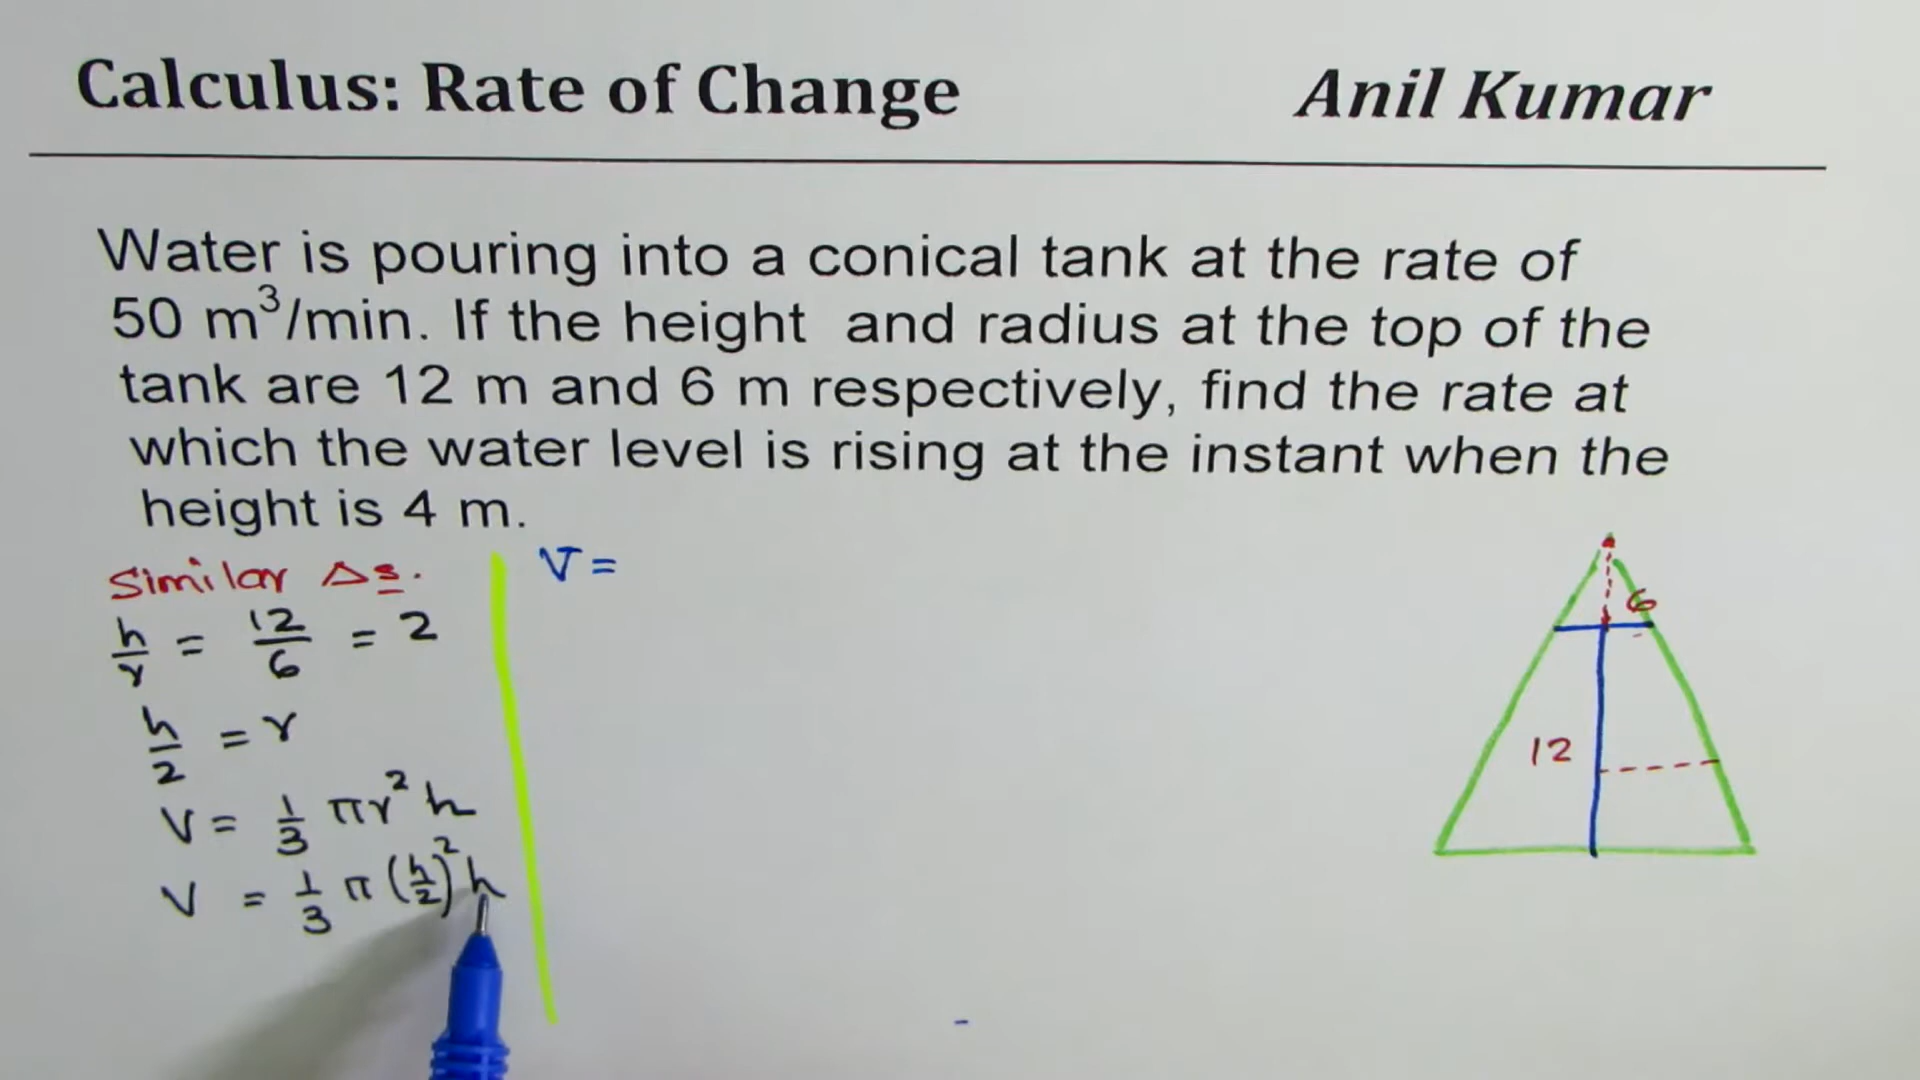 Calculus: Rate of Change Anil Kumar
Water is pouring into a conical tank at the rate of
50 m³/min. If the height and radius at the top of the
tank are 12 m and 6 m respectively, find the rate at
which the water level is rising at the instant when the
height is 4 m.
Similar Δs.
h/r = 12/6 = 2
h/2 = r
V = 1/3 πr² h
V = 1/3 π (h/2)² h
V =
6
12